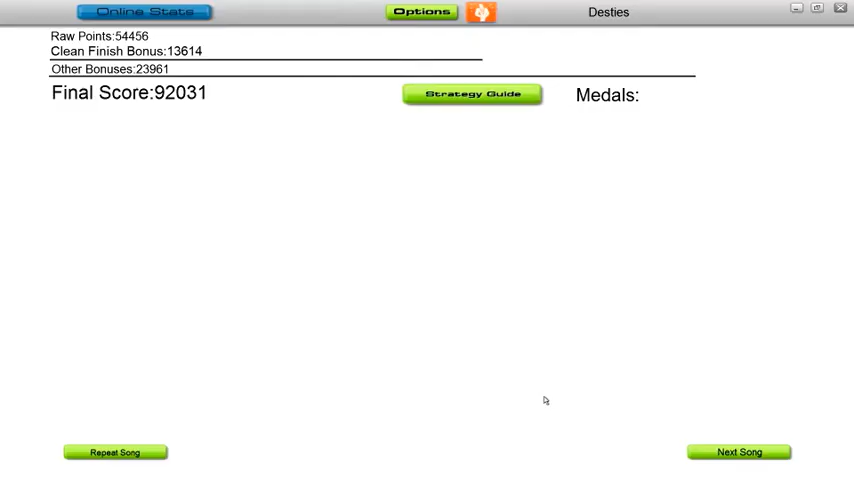 Online Stats
Options
Desties
Raw Points:54456
Clean Finish Bonus:13614
Other Bonuses:23961
Final Score:92031
Strategy Guide
Medals:
Repeat Song
Next Song